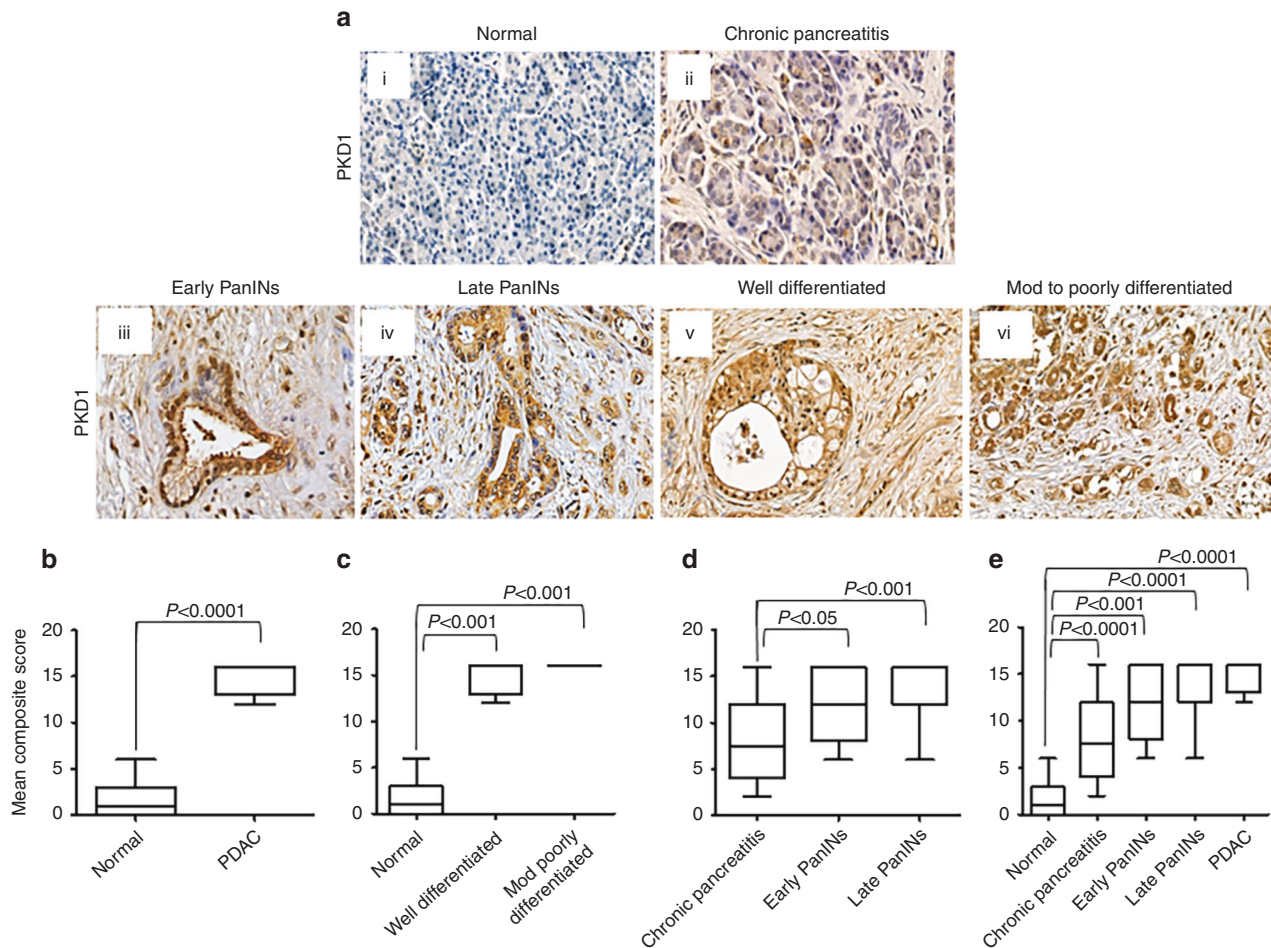 a
Normal
Chronic pancreatitis
i
ii
PKD1
Early PanINs
Late PanINs
Well differentiated
Mod to poorly differentiated
iii
iv
v
vi
PKD1
b
P<0.0001
Mean composite score
20
15
10
5
0
Normal
PDAC
c
P<0.001
P<0.001
20
15
10
5
0
Normal
Well differentiated
Mod poorly
differentiated
d
P<0.001
P<0.05
20
15
10
5
0
Chronic pancreatitis
Early PanINs
Late PanINs
e
P<0.0001
P<0.0001
P<0.001
P<0.0001
20
15
10
5
0
Normal
Chronic pancreatitis
Early PanINs
Late PanINs
PDAC